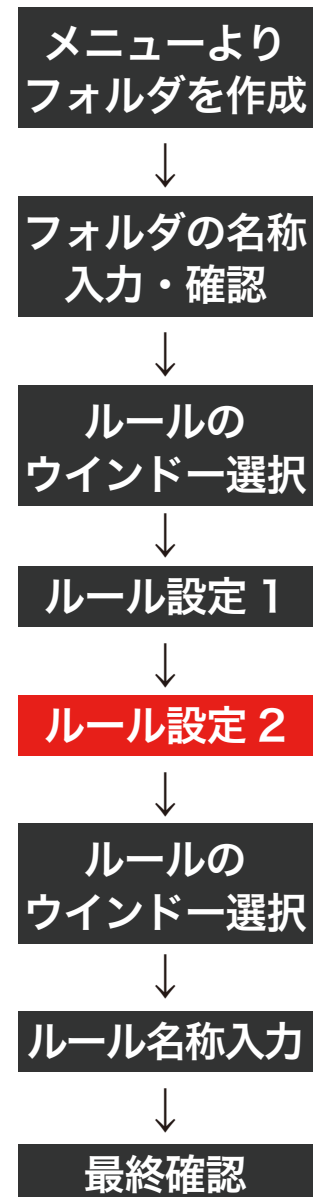 メニューより
フォルダを作成
↓
フォルダの名称
入力・確認
↓
ルールの
ウインドー選択
↓
ルール設定 1
↓
ルール設定 2
↓
ルールの
ウインドー選択
↓
ルール名称入力
↓
最終確認